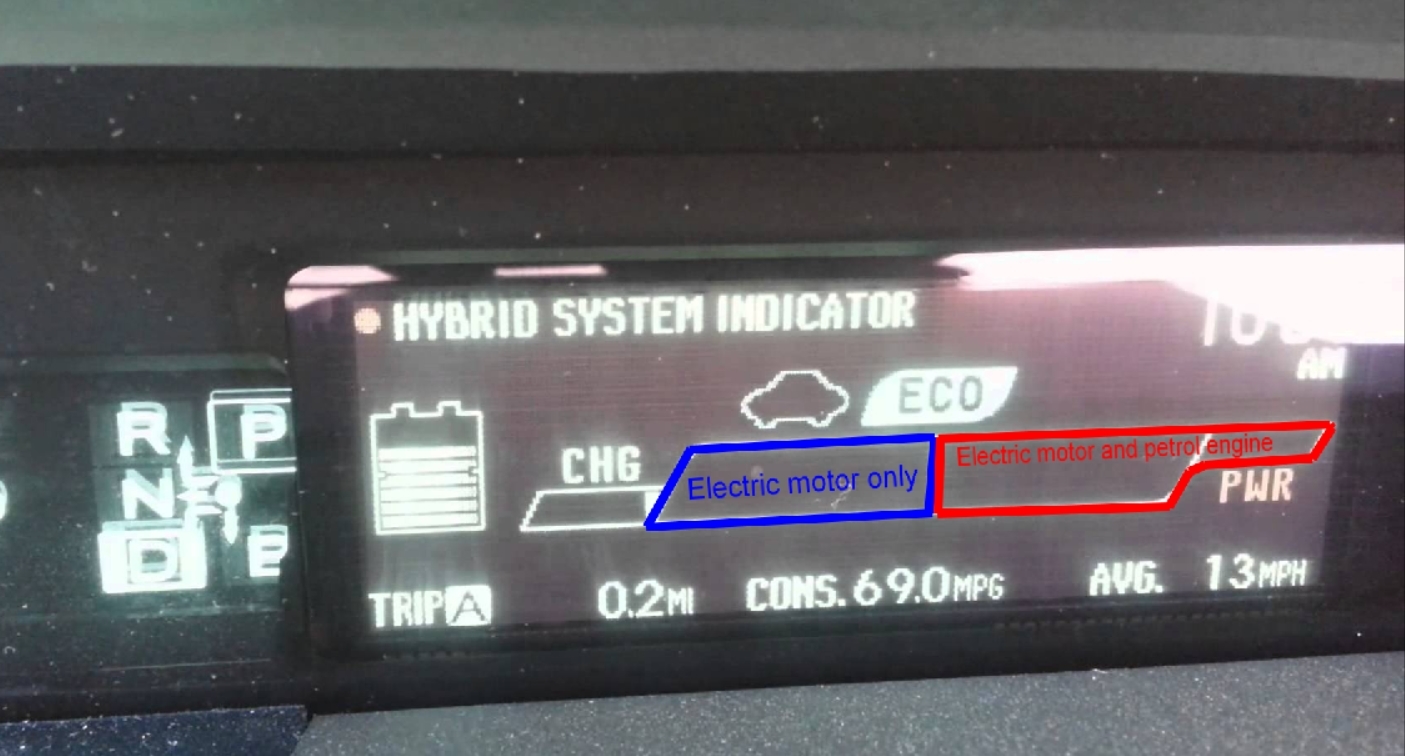 HYBRID SYSTEM INDICATOR
AM
ECO
R
P
CHG
Electric motor only
Electric motor and petrol engine
N
PWR
D
B
TRIP A
0.2MI
CONS. 69.0MPG
AVG. 13MPH